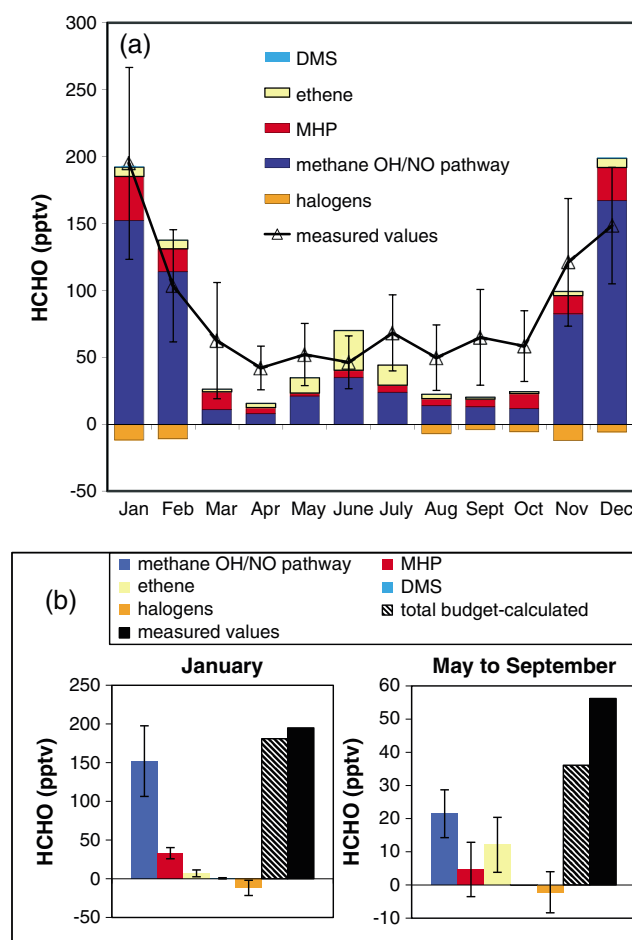 (a)
300
250
200
150
100
50
0
-50
HCHO (pptv)
DMS
ethene
MHP
methane OH/NO pathway
halogens
measured values
Jan Feb Mar Apr May June July Aug Sept Oct Nov Dec
(b)
methane OH/NO pathway MHP
ethene DMS
halogens total budget-calculated
measured values
January
HCHO (pptv)
250
200
150
100
50
0
-50
May to September
HCHO (pptv)
60
50
40
30
20
10
0
-10